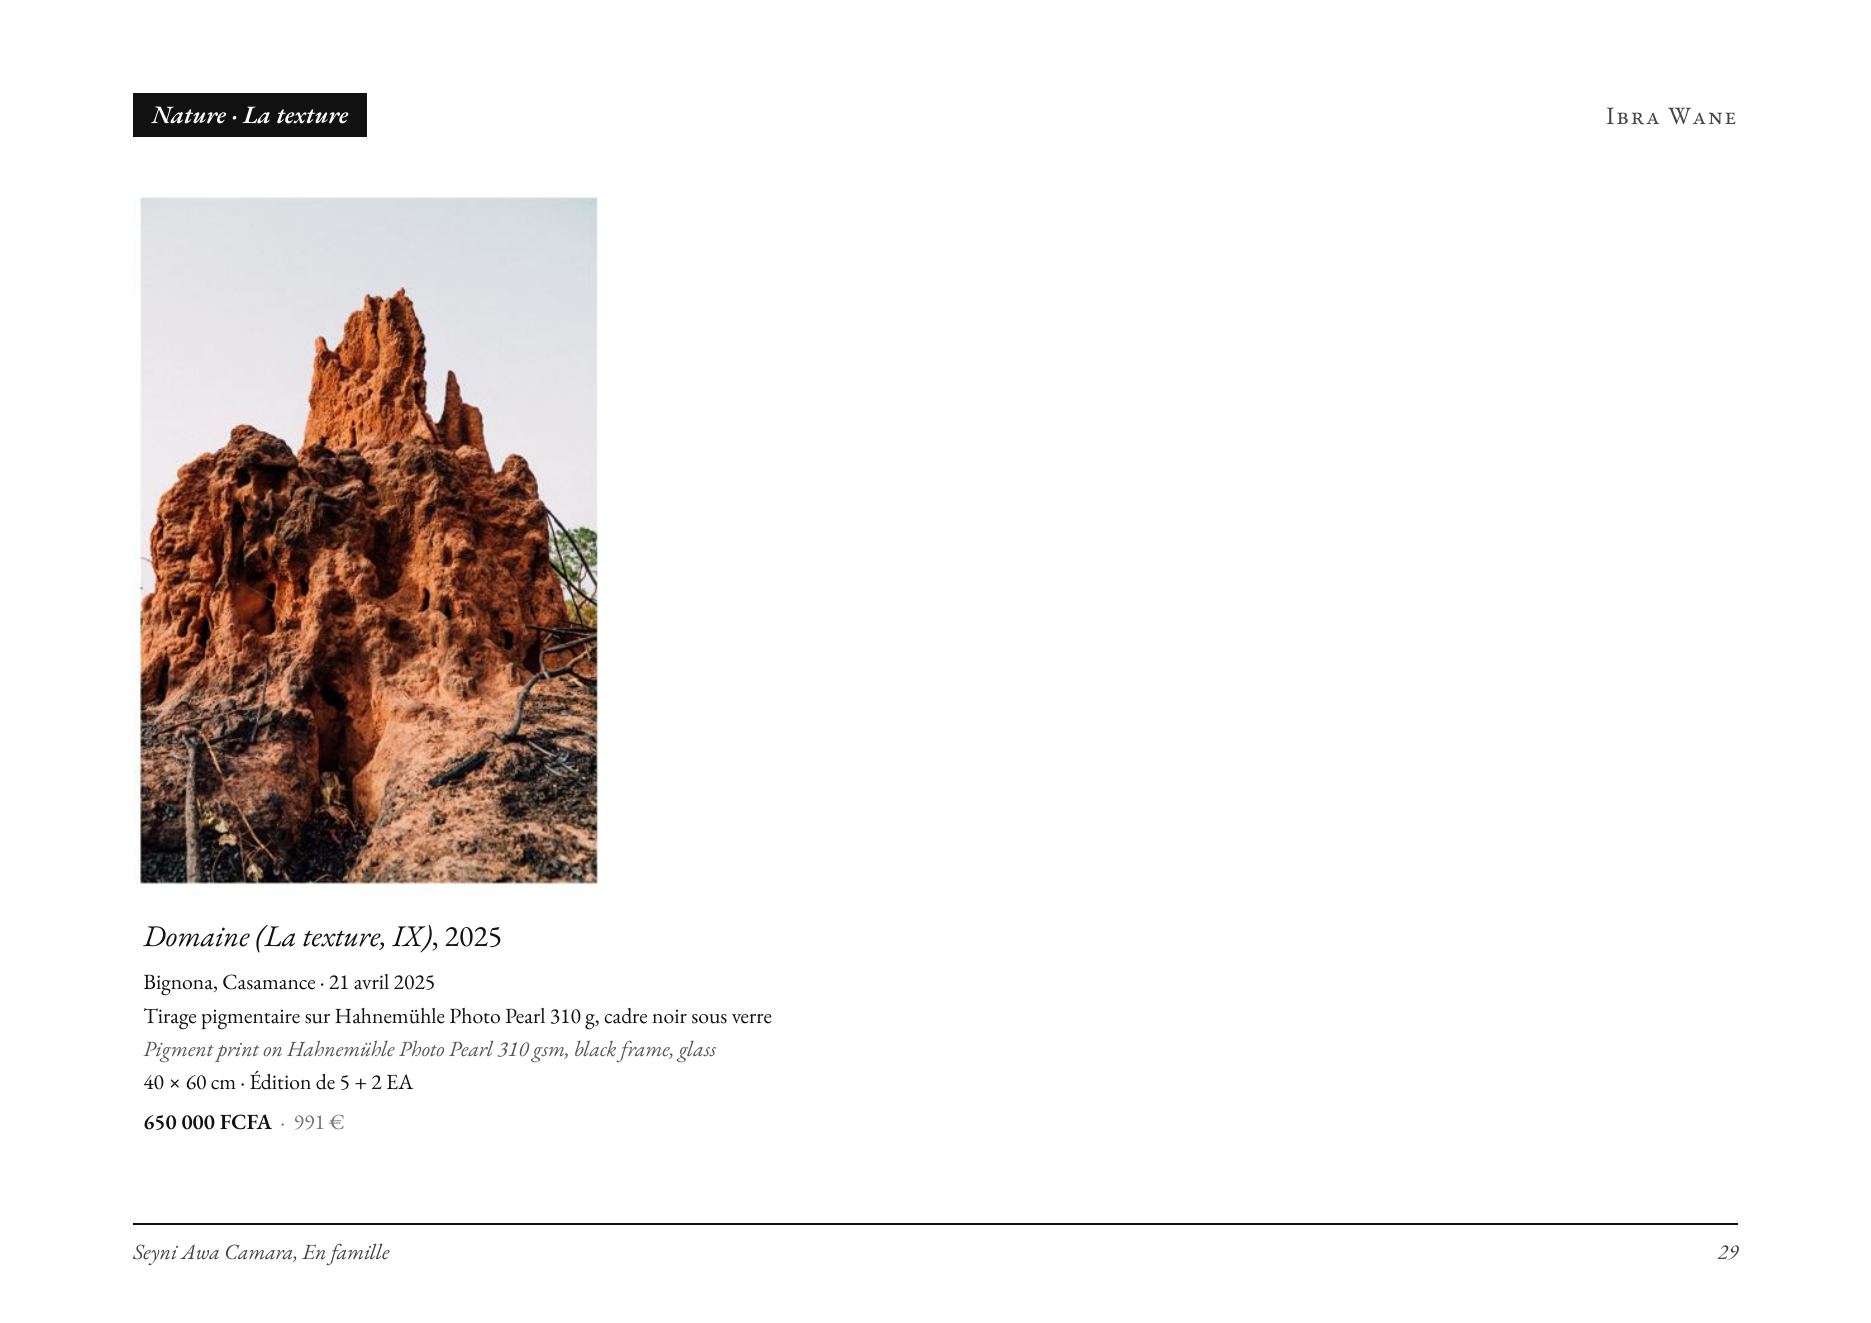 Nature · La texture
Ibra Wane
Domaine (La texture, IX), 2025
Bignona, Casamance · 21 avril 2025
Tirage pigmentaire sur Hahnemühle Photo Pearl 310 g, cadre noir sous verre
Pigment print on Hahnemühle Photo Pearl 310 gsm, black frame, glass
40 × 60 cm · Édition de 5 + 2 EA
650 000 FCFA · 991 €
Seyni Awa Camara, En famille
29